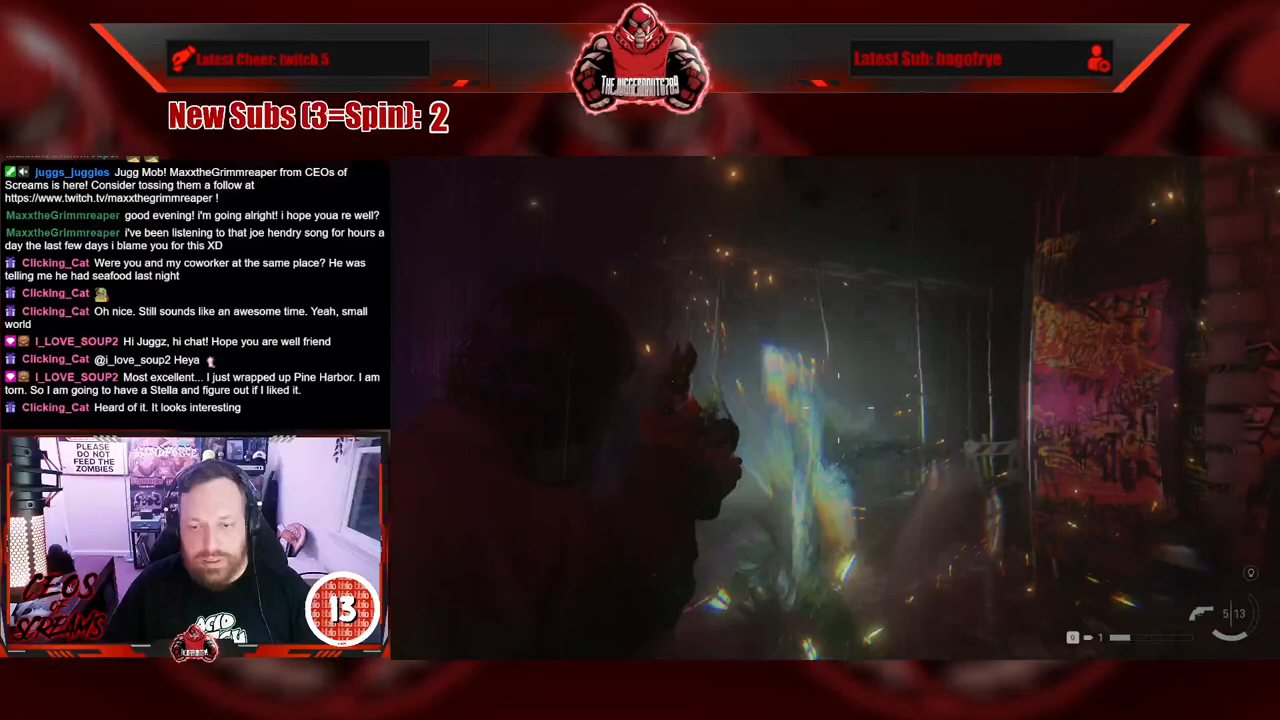 Latest Cheer: twitch 5
THEJUGGERNAUT6789
Latest Sub: hagofrye
New Subs (3=Spin): 2
juggs_juggles Jugg Mob! MaxxtheGrimmreaper from CEOs of
Screams is here! Consider tossing them a follow at
https://www.twitch.tv/maxxthegrimmreaper !
MaxxtheGrimmreaper good evening! i'm going alright! i hope youa re well?
MaxxtheGrimmreaper i've been listening to that joe hendry song for hours a
day the last few days i blame you for this XD
Clicking_Cat Were you and my coworker at the same place? He was
telling me he had seafood last night
Clicking_Cat
Clicking_Cat Oh nice. Still sounds like an awesome time. Yeah, small
world
I_LOVE_SOUP2 Hi Juggz, hi chat! Hope you are well friend
Clicking_Cat @i_love_soup2 Heya
I_LOVE_SOUP2 Most excellent... I just wrapped up Pine Harbor. I am
torn. So I am going to have a Stella and figure out if I liked it.
Clicking_Cat Heard of it. It looks interesting
PLEASE
DO NOT
FEED THE
ZOMBIES
CEOS
OF
SCREAMS
ACID
13
5 13
Q 1